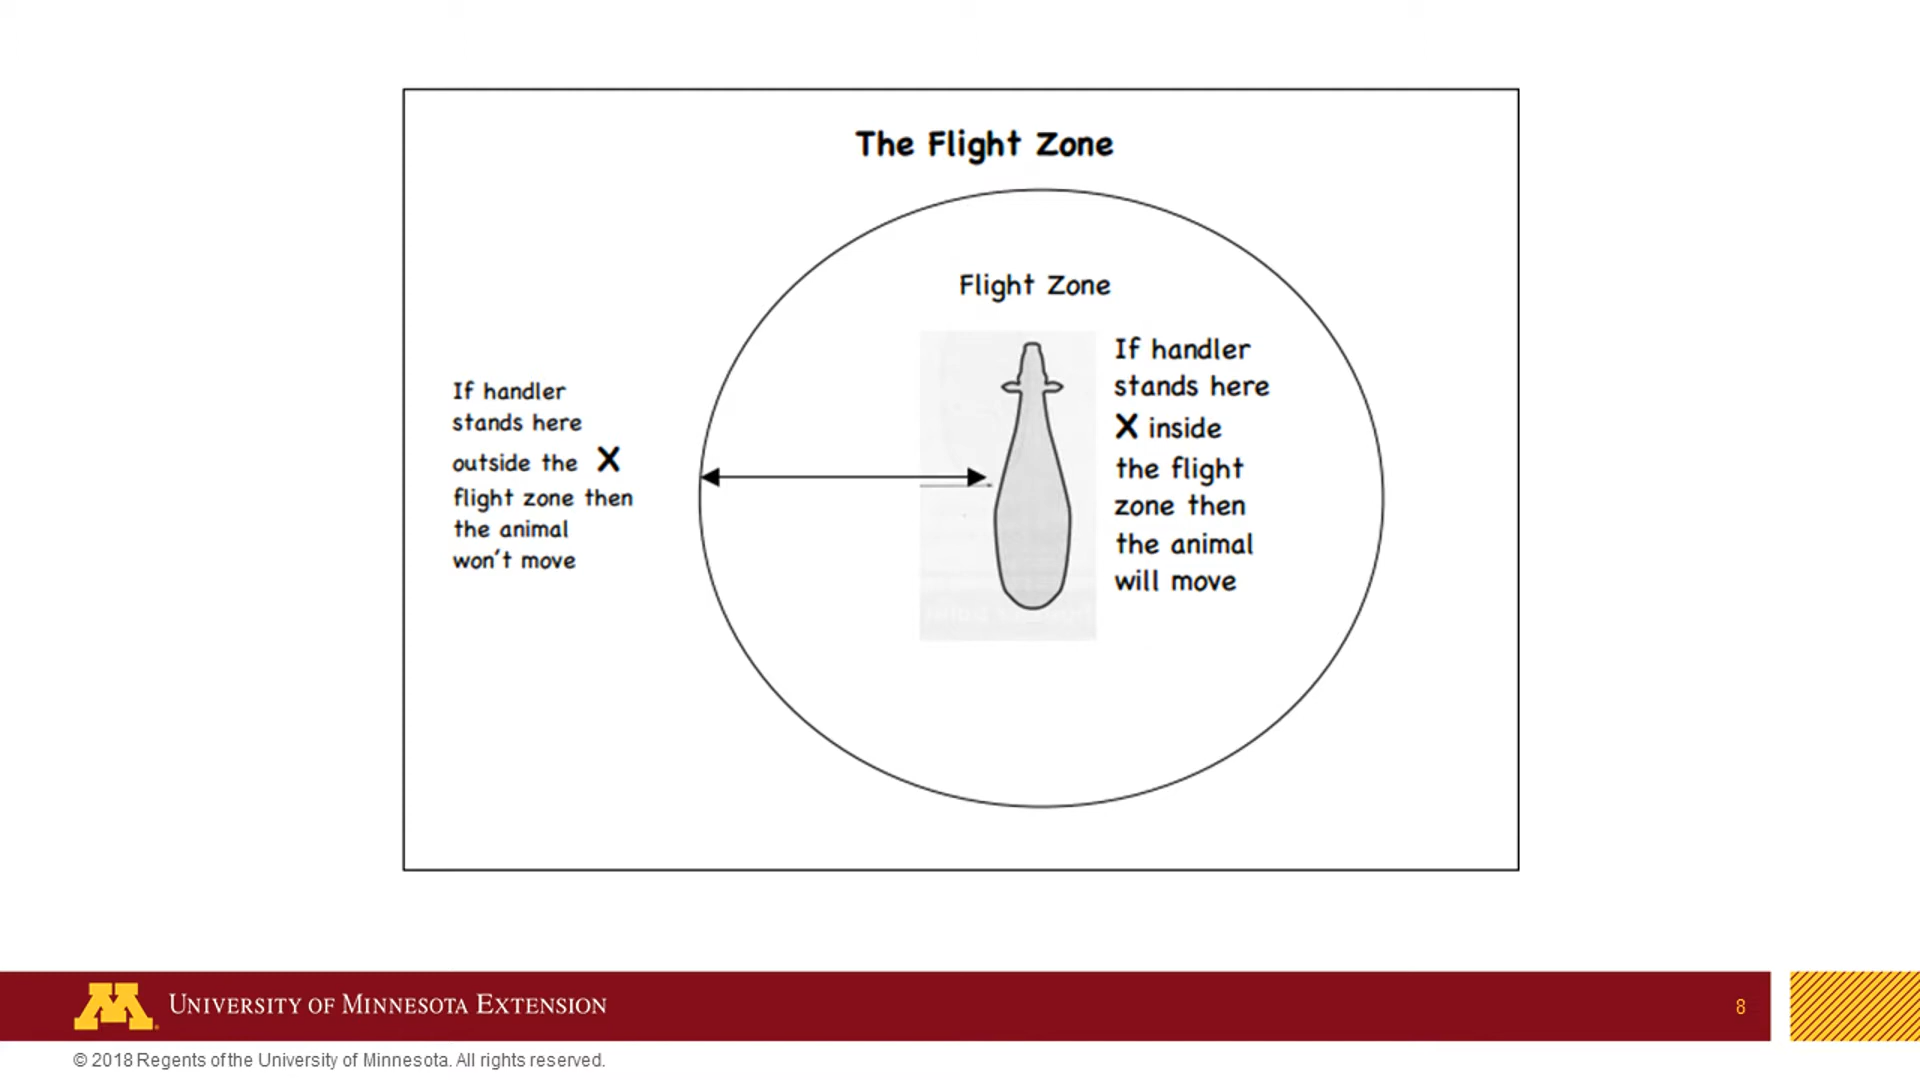 The Flight Zone
Flight Zone
If handler
stands here
outside the X
flight zone then
the animal
won't move
If handler
stands here
X inside
the flight
zone then
the animal
will move
UNIVERSITY OF MINNESOTA EXTENSION
8
© 2018 Regents of the University of Minnesota. All rights reserved.